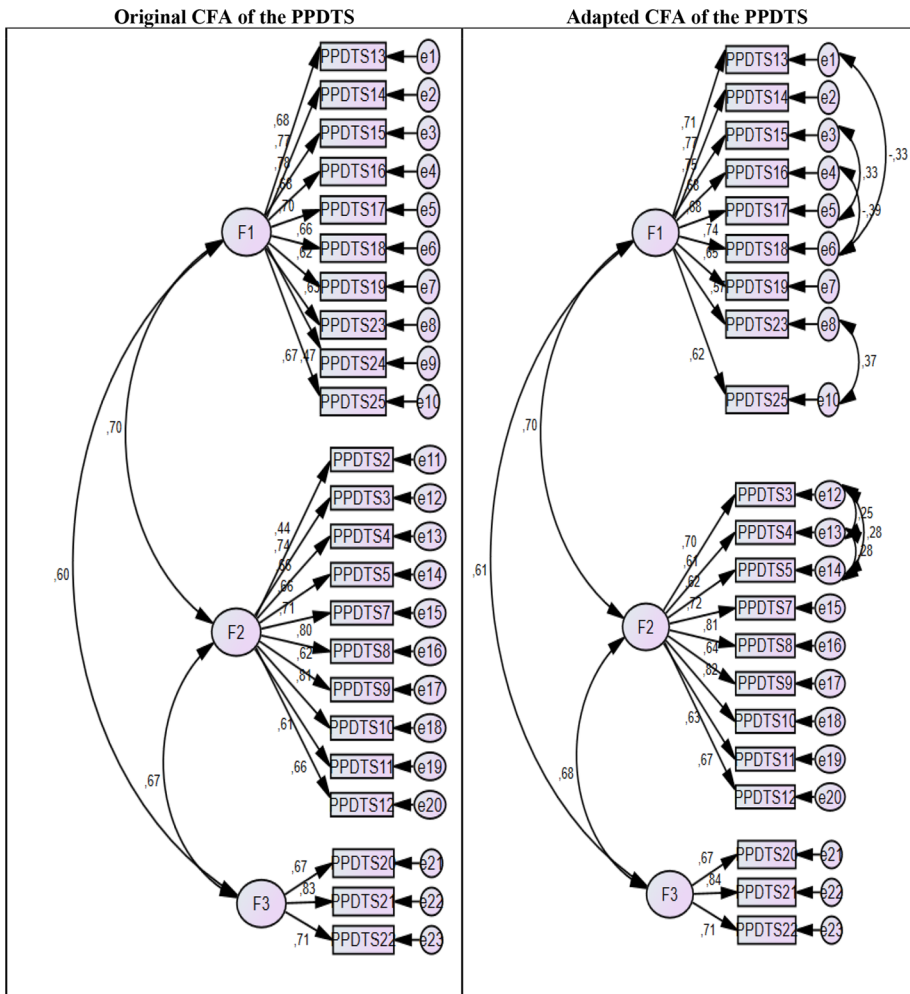 Original CFA of the PPDTS
PPDTS13 e1
PPDTS14 e2
,68
,77
PPDTS15 e3
,78
PPDTS16 e4
,68
,70
PPDTS17 e5
F1
,66
PPDTS18 e6
,62
PPDTS19 e7
PPDTS23 e8
,67 ,47
PPDTS24 e9
PPDTS25 e10
,70
PPDTS2 e11
PPDTS3 e12
,44
,74
PPDTS4 e13
,66
,60
,66
PPDTS5 e14
,71
PPDTS7 e15
F2
,80
,62
PPDTS8 e16
,81
PPDTS9 e17
,61
PPDTS10 e18
,66
PPDTS11 e19
,67
PPDTS12 e20
,67
PPDTS20 e21
,83
F3
PPDTS21 e22
,71
PPDTS22 e23
Adapted CFA of the PPDTS
PPDTS13 e1
PPDTS14 e2
,71
,77
PPDTS15 e3
-,33
,75
PPDTS16 e4
,33
,68
,68
PPDTS17 e5
-,39
F1
,74
PPDTS18 e6
,65
PPDTS19 e7
,57
PPDTS23 e8
,62
,37
PPDTS25 e10
,70
PPDTS3 e12
,25
,70
PPDTS4 e13
,28
,61
28
,61
,62
PPDTS5 e14
,72
PPDTS7 e15
F2
,81
,64
PPDTS8 e16
,82
PPDTS9 e17
,63
PPDTS10 e18
,67
PPDTS11 e19
,68
PPDTS12 e20
,67
PPDTS20 e21
,84
F3
PPDTS21 e22
,71
PPDTS22 e23